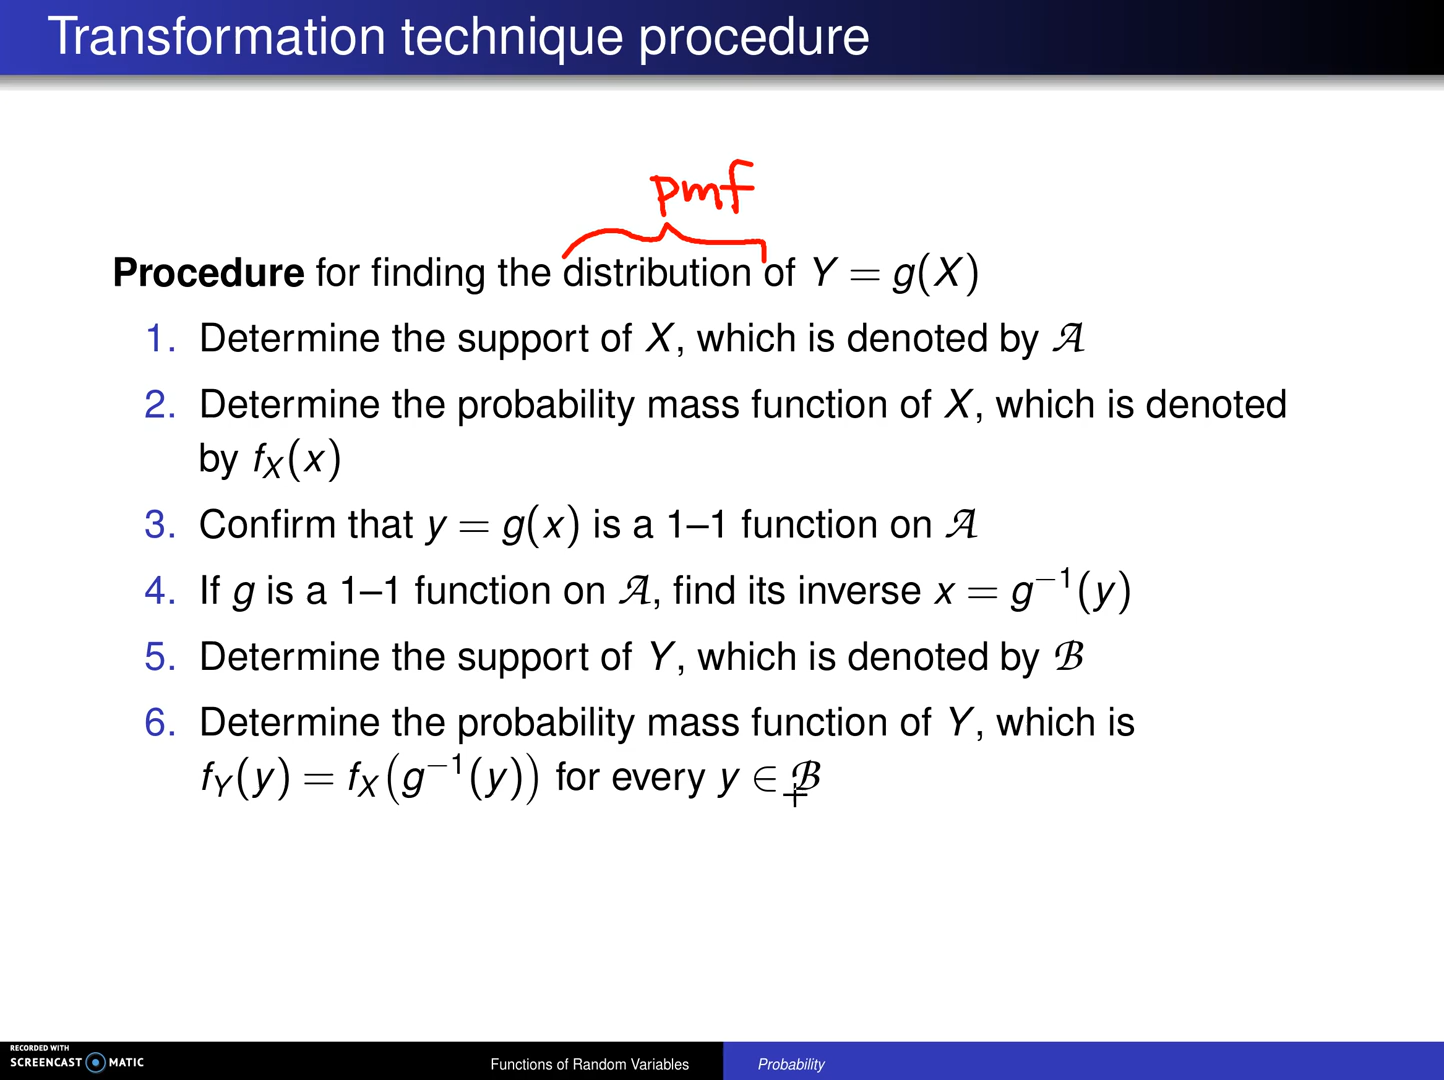 Transformation technique procedure
pmf
Procedure for finding the distribution of Y = g(X)
1. Determine the support of X, which is denoted by 𝒜
2. Determine the probability mass function of X, which is denoted
by f_X(x)
3. Confirm that y = g(x) is a 1–1 function on 𝒜
4. If g is a 1–1 function on 𝒜, find its inverse x = g⁻¹(y)
5. Determine the support of Y, which is denoted by ℬ
6. Determine the probability mass function of Y, which is
f_Y(y) = f_X(g⁻¹(y)) for every y ∈ ℬ
RECORDED WITH
SCREENCAST MATIC
Functions of Random Variables Probability